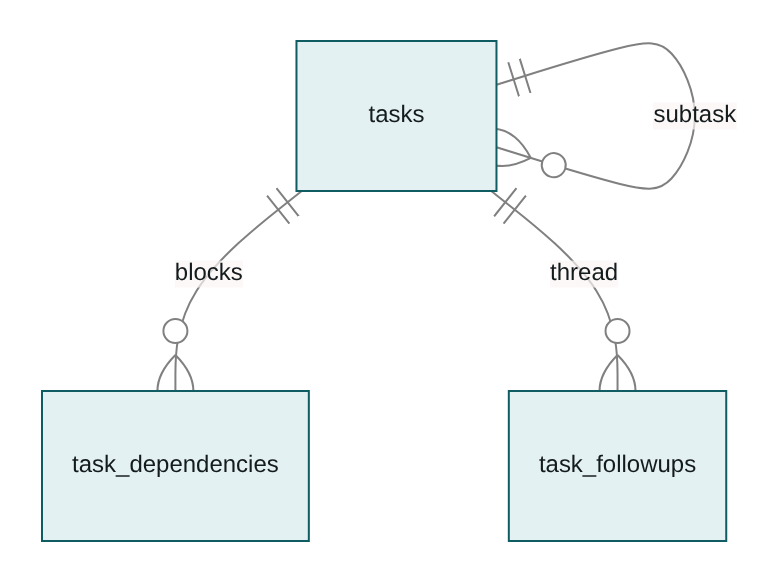 tasks
subtask
blocks
thread
task_dependencies
task_followups